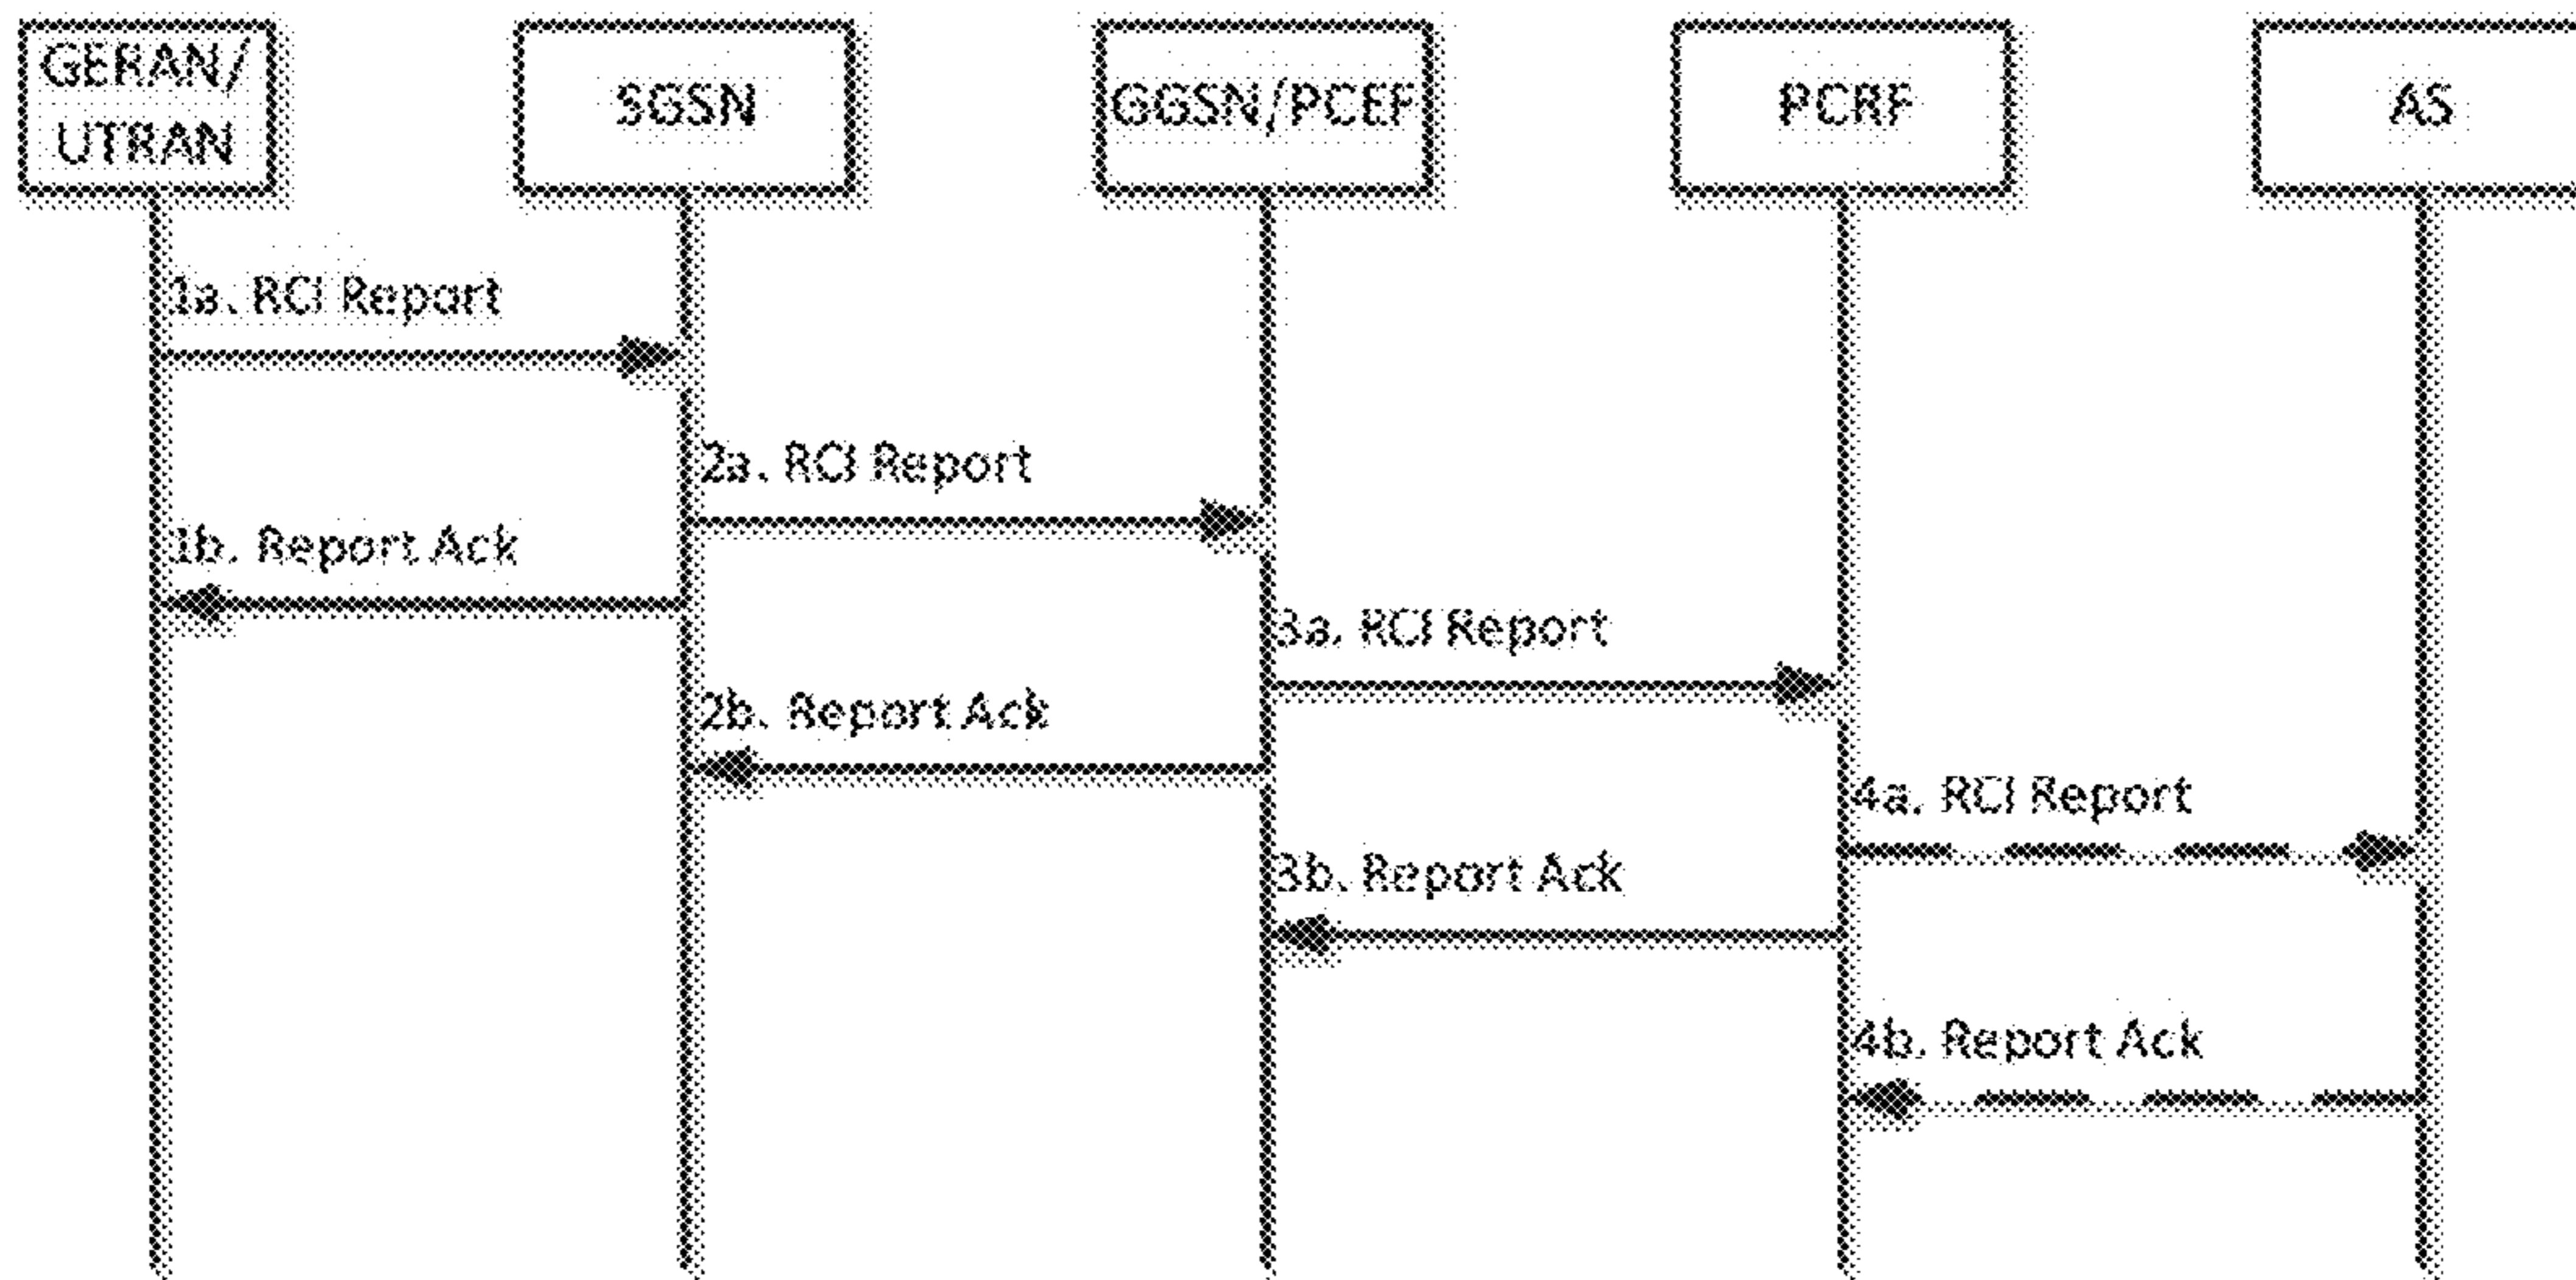 GERAN/
UTRAN
SGSN
GGSN/PCEF
PCRF
AS
1a. RCI Report
2a. RCI Report
1b. Report Ack
3a. RCI Report
2b. Report Ack
4a. RCI Report
3b. Report Ack
4b. Report Ack